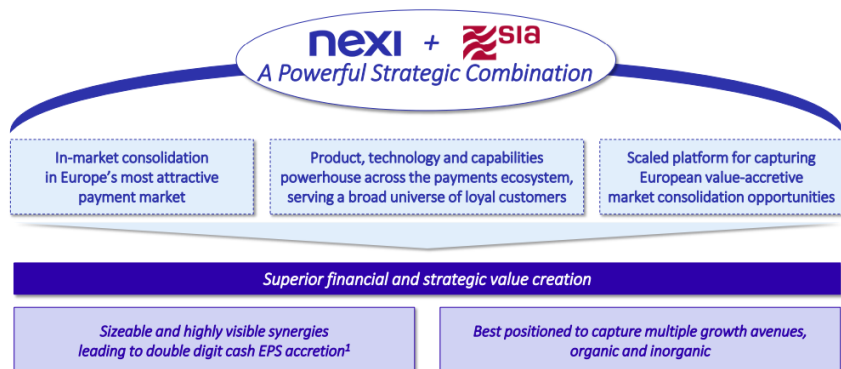 nexi + sia
A Powerful Strategic Combination
In-market consolidation
in Europe's most attractive
payment market
Product, technology and capabilities
powerhouse across the payments ecosystem,
serving a broad universe of loyal customers
Scaled platform for capturing
European value-accretive
market consolidation opportunities
Superior financial and strategic value creation
Sizeable and highly visible synergies
leading to double digit cash EPS accretion¹
Best positioned to capture multiple growth avenues,
organic and inorganic